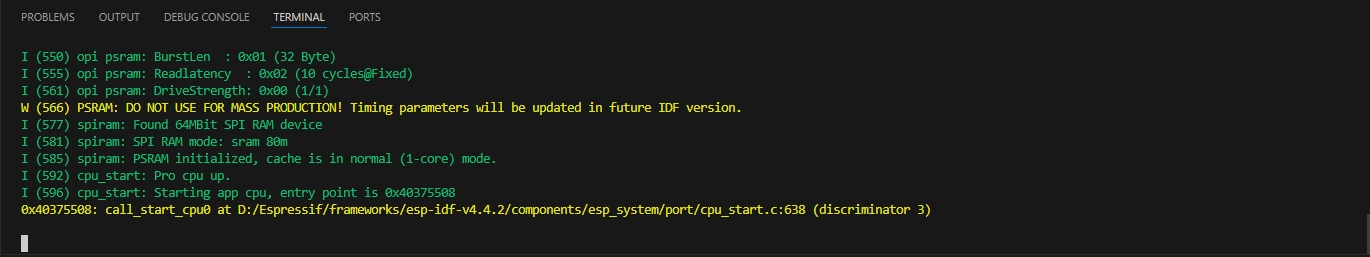 PROBLEMS OUTPUT DEBUG CONSOLE TERMINAL PORTS
I (550) opi psram: BurstLen  : 0x01 (32 Byte)
I (555) opi psram: Readlatency  : 0x02 (10 cycles@Fixed)
I (561) opi psram: DriveStrength: 0x00 (1/1)
W (566) PSRAM: DO NOT USE FOR MASS PRODUCTION! Timing parameters will be updated in future IDF version.
I (577) spiram: Found 64MBit SPI RAM device
I (581) spiram: SPI RAM mode: sram 80m
I (585) spiram: PSRAM initialized, cache is in normal (1-core) mode.
I (592) cpu_start: Pro cpu up.
I (596) cpu_start: Starting app cpu, entry point is 0x40375508
0x40375508: call_start_cpu0 at D:/Espressif/frameworks/esp-idf-v4.4.2/components/esp_system/port/cpu_start.c:638 (discriminator 3)